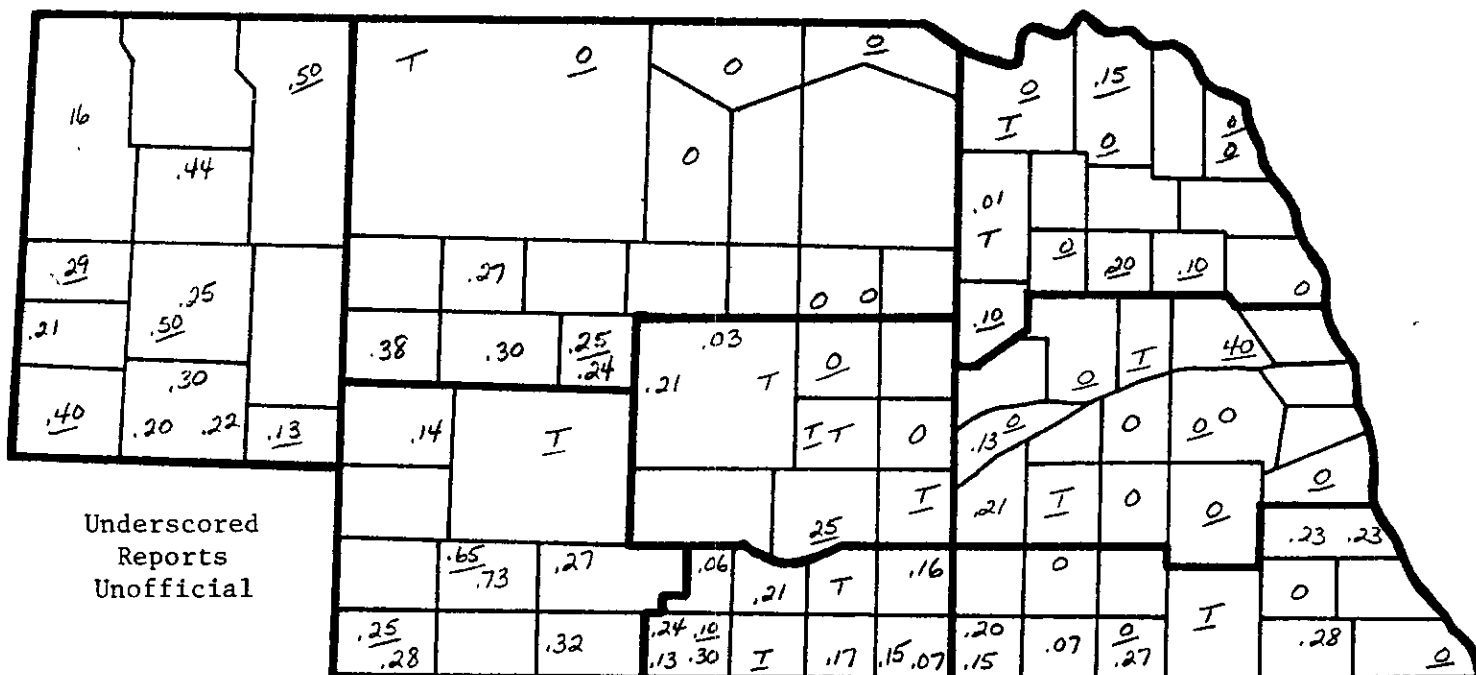 T 0 0 0
.50
.15
16
0
T
0 0
0
.44
0
.01
T
.29
.27
0 .20 .10
.25
0
0 0
.50
.21
.10
.03
.38 .30 .25
.24
0
T 40
.30
.21 T
0
.40
.20 .22 .13
.14 T
T T 0
.13 0
0
0 0
0
T
.21 T 0
0
25
Underscored
Reports
Unofficial
.23 .23
.65
.73
.27
.06
.21
T
.16
0
0
T
.25
.28
.32
.24 .10
.13 .30
T
.17
.15 .07
.20
.15
.07
0
.27
.28
0